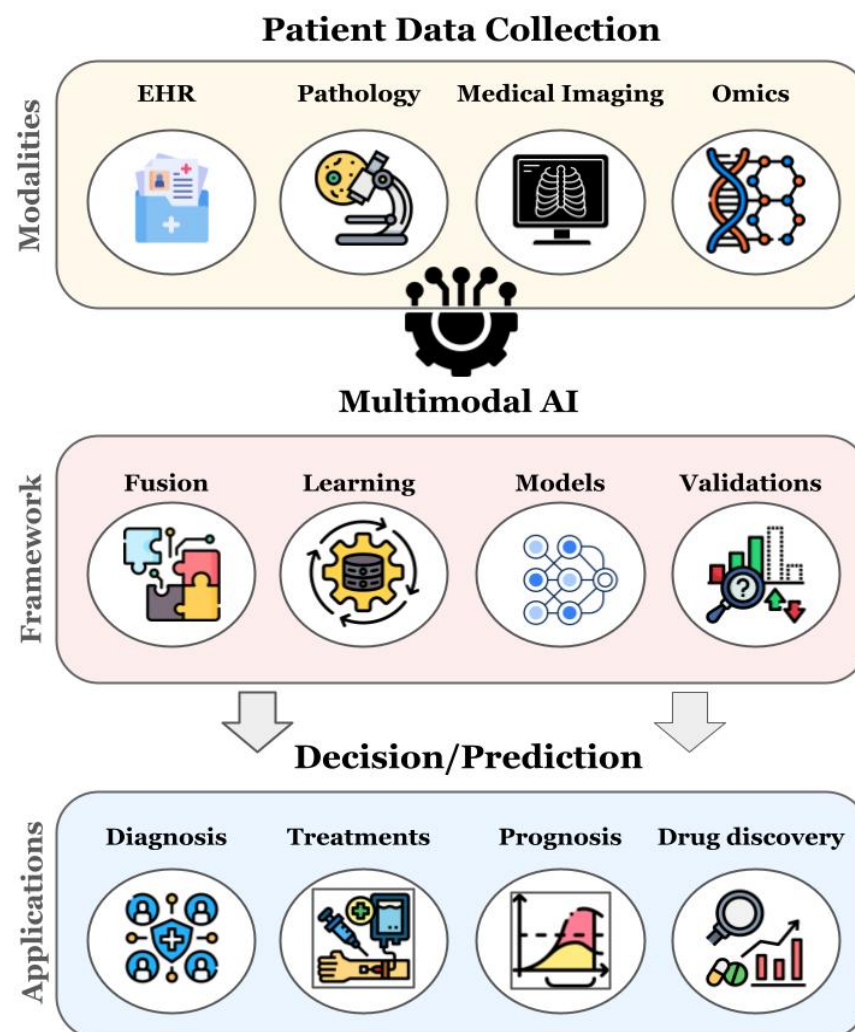 Patient Data Collection
Modalities
EHR
Pathology
Medical Imaging
Omics
Multimodal AI
Framework
Fusion
Learning
Models
Validations
?
Decision/Prediction
Applications
Diagnosis
Treatments
Prognosis
Drug discovery